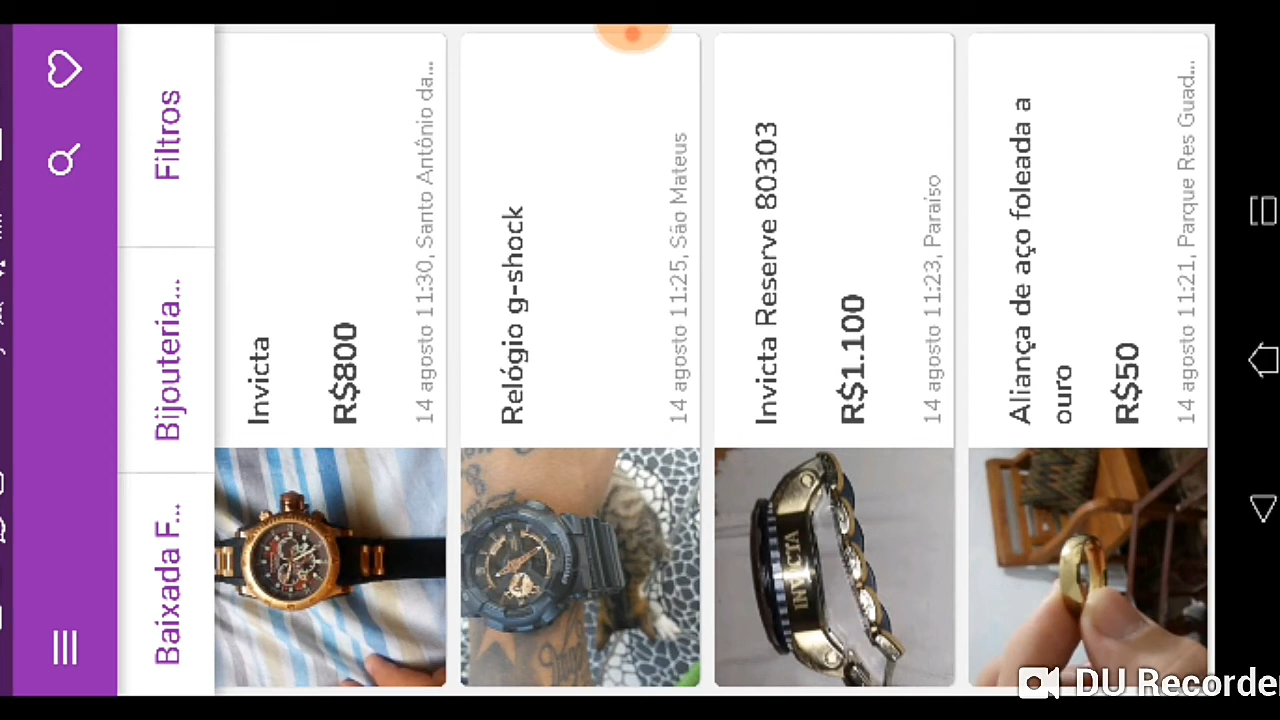 Baixada F...
Bijouteria...
Filtros
Invicta
R$800
14 agosto 11:30, Santo Antônio da...
Relógio g-shock
14 agosto 11:25, São Mateus
Invicta Reserve 80303
R$1.100
14 agosto 11:23, Paraíso
INVICTA
Aliança de aço foleada a
ouro
R$50
14 agosto 11:21, Parque Res Guad...
DU Recorder